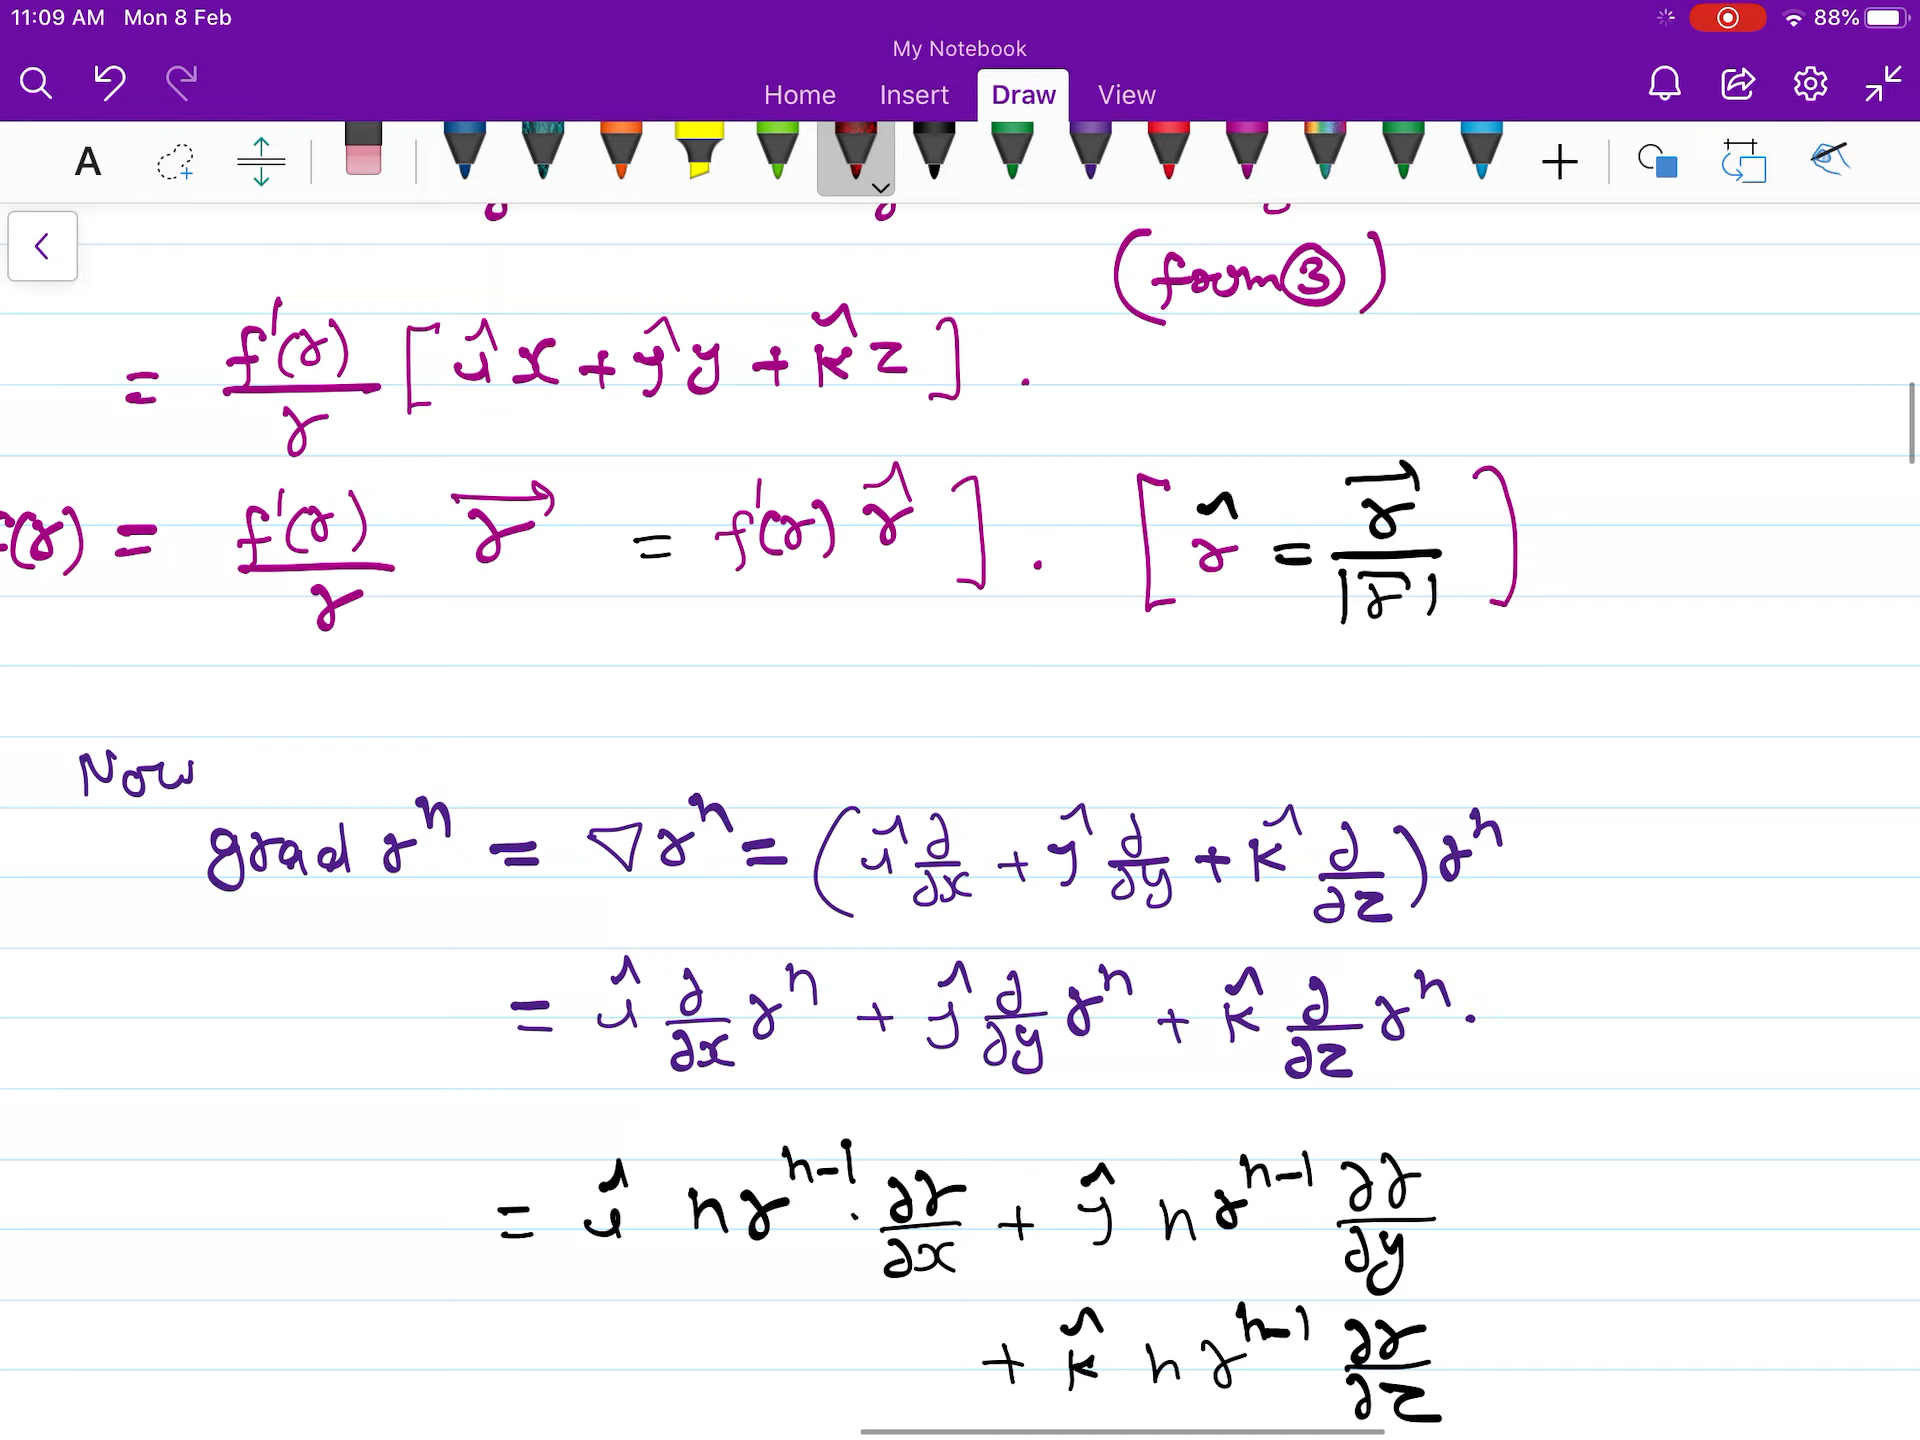 11:09 AM Mon 8 Feb 88%
My Notebook
Home Insert Draw View
A
(from ③)
= f'(r)/r [î x + ĵ y + k̂ z] .
f(r) = f'(r)/r r⃗ = f'(r) r̂ ] . [ r̂ = r⃗/|r⃗| ]
Now
grad rⁿ = ∇rⁿ = (î ∂/∂x + ĵ ∂/∂y + k̂ ∂/∂z) rⁿ
= î ∂/∂x rⁿ + ĵ ∂/∂y rⁿ + k̂ ∂/∂z rⁿ .
= î n rⁿ⁻¹ . ∂r/∂x + ĵ n rⁿ⁻¹ ∂r/∂y
+ k̂ n rⁿ⁻¹ ∂r/∂z